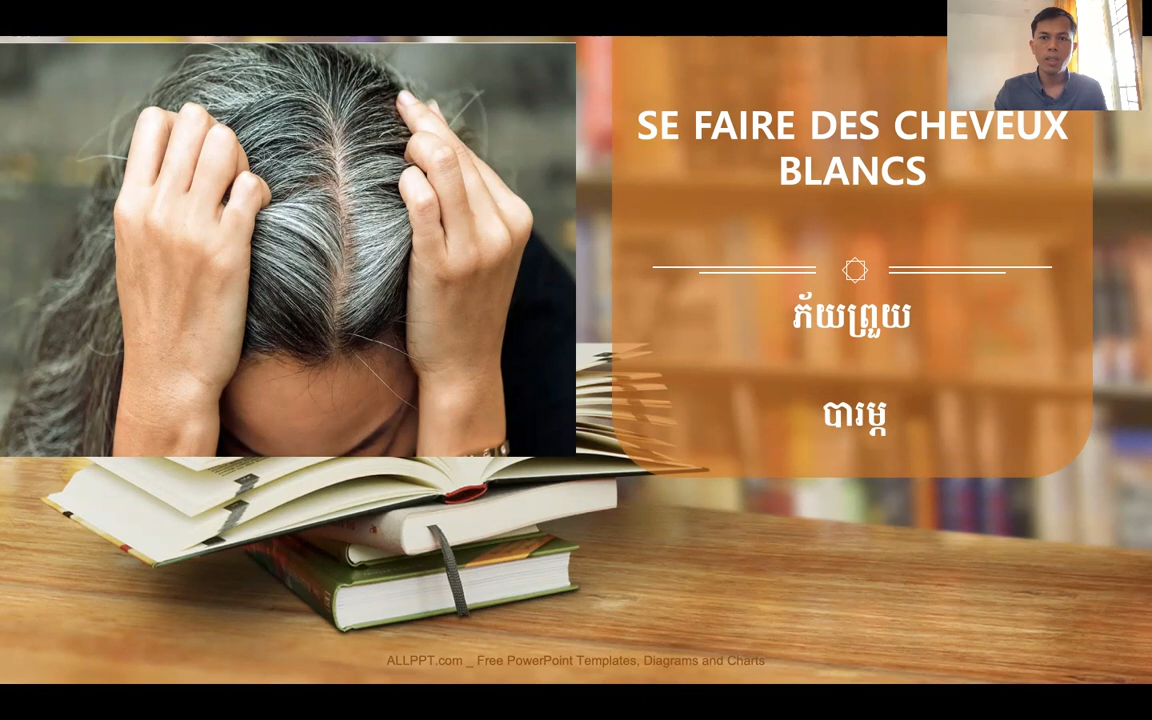 SE FAIRE DES CHEVEUX
BLANCS
ភ័យព្រួយ
បារម្ភ
ALLPPT.com _ Free PowerPoint Templates, Diagrams and Charts